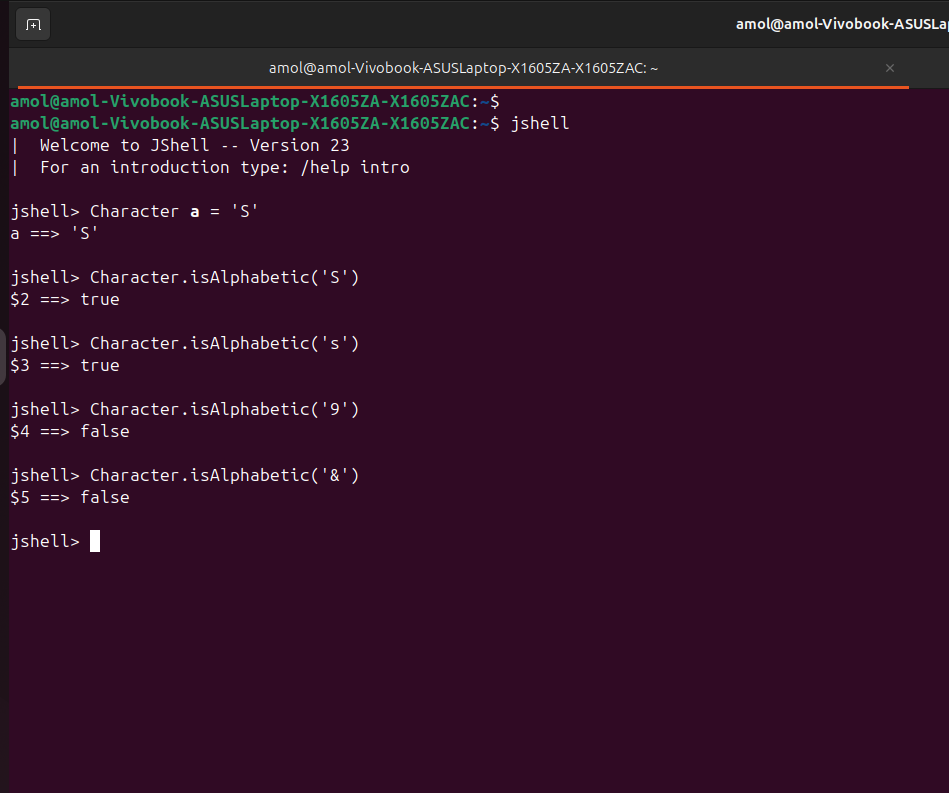 amol@amol-Vivobook-ASUSLap
amol@amol-Vivobook-ASUSLaptop-X1605ZA-X1605ZAC: ~
amol@amol-Vivobook-ASUSLaptop-X1605ZA-X1605ZAC:~$
amol@amol-Vivobook-ASUSLaptop-X1605ZA-X1605ZAC:~$ jshell
|  Welcome to JShell -- Version 23
|  For an introduction type: /help intro
jshell> Character a = 'S'
a ==> 'S'
jshell> Character.isAlphabetic('S')
$2 ==> true
jshell> Character.isAlphabetic('s')
$3 ==> true
jshell> Character.isAlphabetic('9')
$4 ==> false
jshell> Character.isAlphabetic('&')
$5 ==> false
jshell>